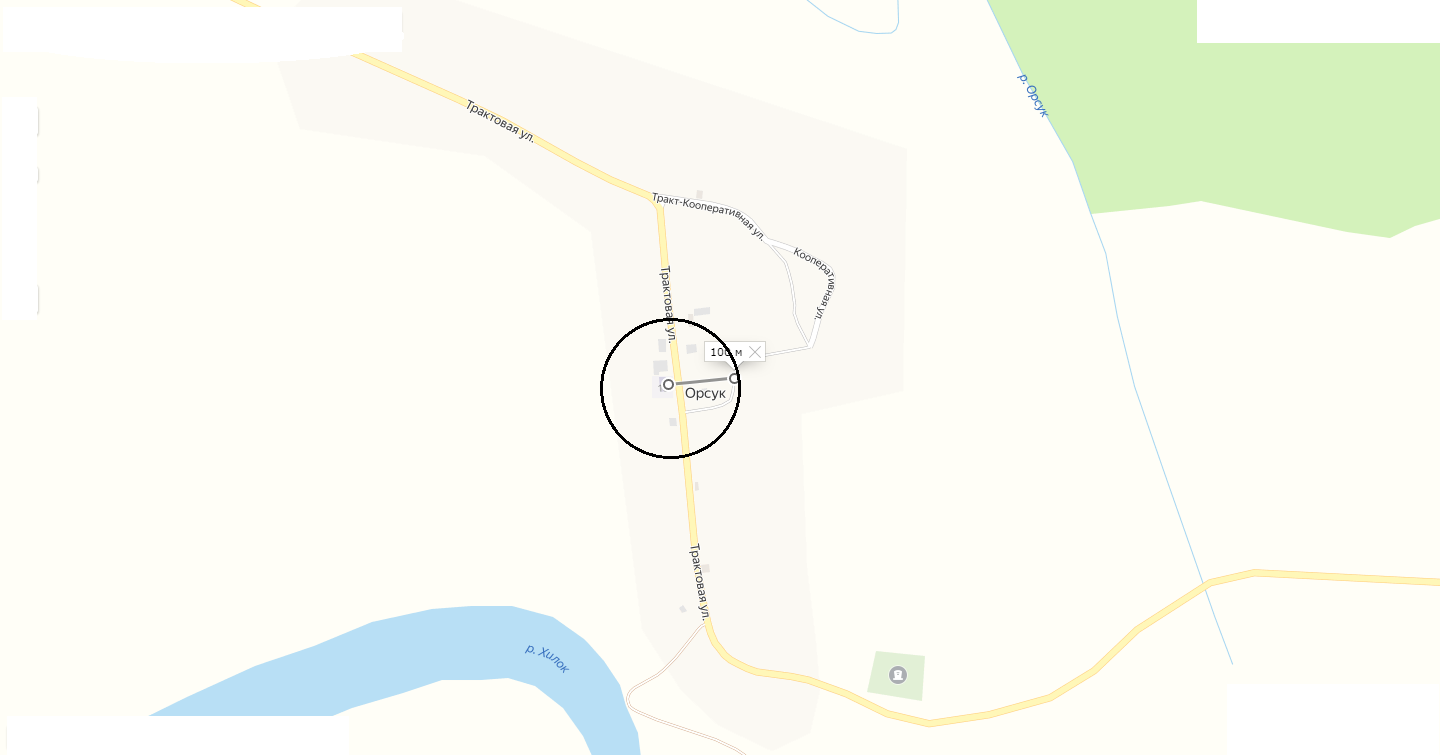 р. Орсук
Трактовая ул.
Тракт-Кооперативная ул.
Кооперативная ул.
Трактовая ул.
100 м
Орсук
Трактовая ул.
р. Хилок